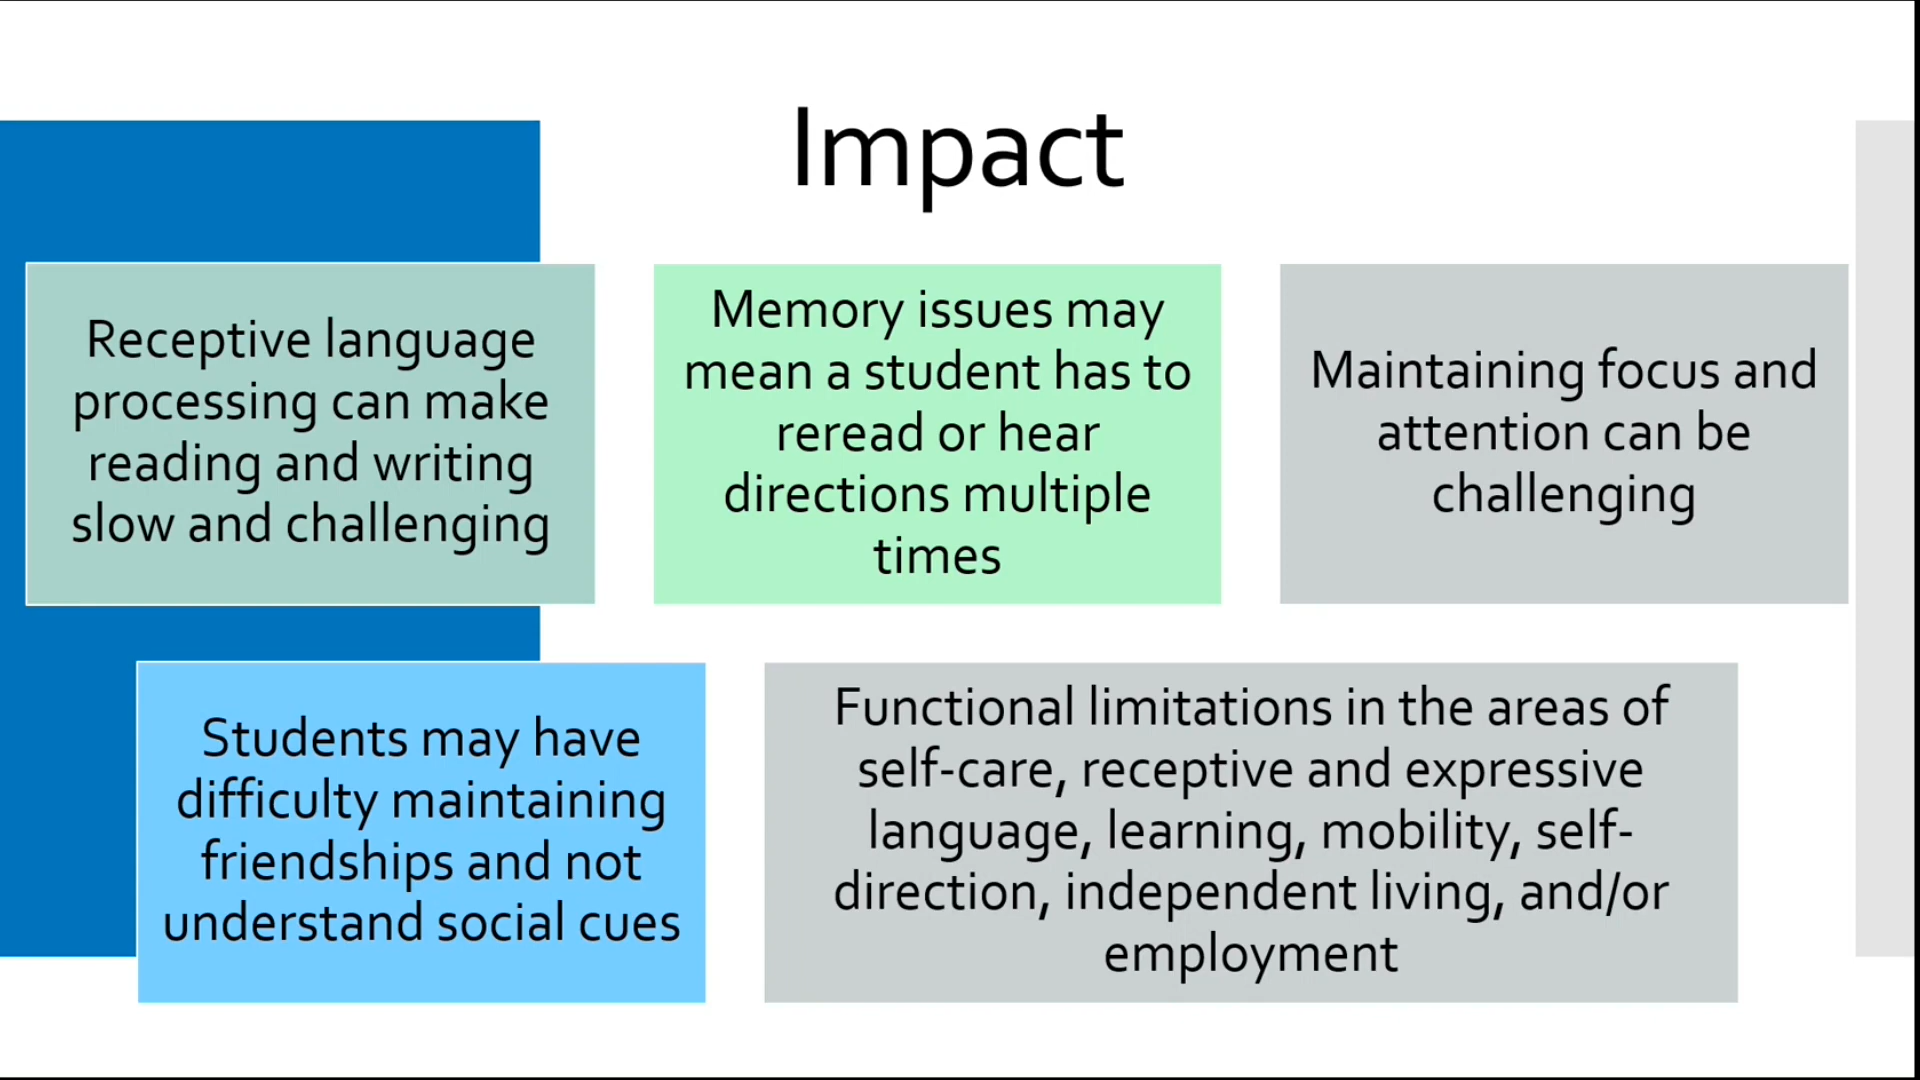 Impact
Receptive language
processing can make
reading and writing
slow and challenging
Memory issues may
mean a student has to
reread or hear
directions multiple
times
Maintaining focus and
attention can be
challenging
Students may have
difficulty maintaining
friendships and not
understand social cues
Functional limitations in the areas of
self-care, receptive and expressive
language, learning, mobility, self-
direction, independent living, and/or
employment